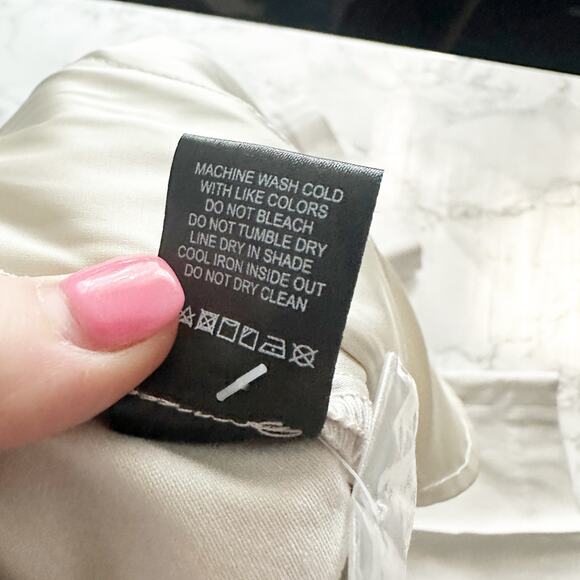 MACHINE WASH COLD
WITH LIKE COLORS
DO NOT BLEACH
DO NOT TUMBLE DRY
LINE DRY IN SHADE
COOL IRON INSIDE OUT
DO NOT DRY CLEAN